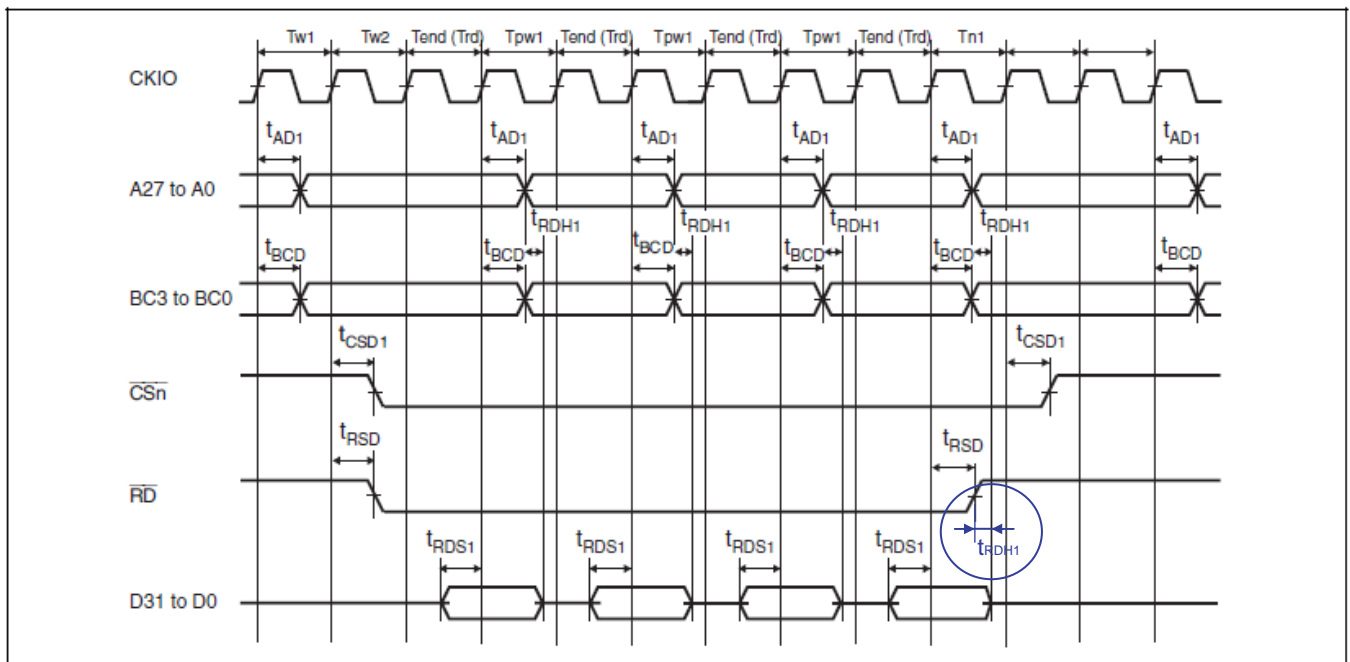 Tw1 Tw2 Tend (Trd) Tpw1 Tend (Trd) Tpw1 Tend (Trd) Tpw1 Tend (Trd) Tn1
CKIO
tAD1 tAD1 tAD1 tAD1 tAD1 tAD1
A27 to A0
tRDH1 tRDH1 tRDH1 tRDH1
tBCD tBCD tBCD tBCD tBCD tBCD
BC3 to BC0
tCSD1 tCSD1
CSn
tRSD tRSD
RD
tRDH1
tRDS1 tRDS1 tRDS1 tRDS1
D31 to D0